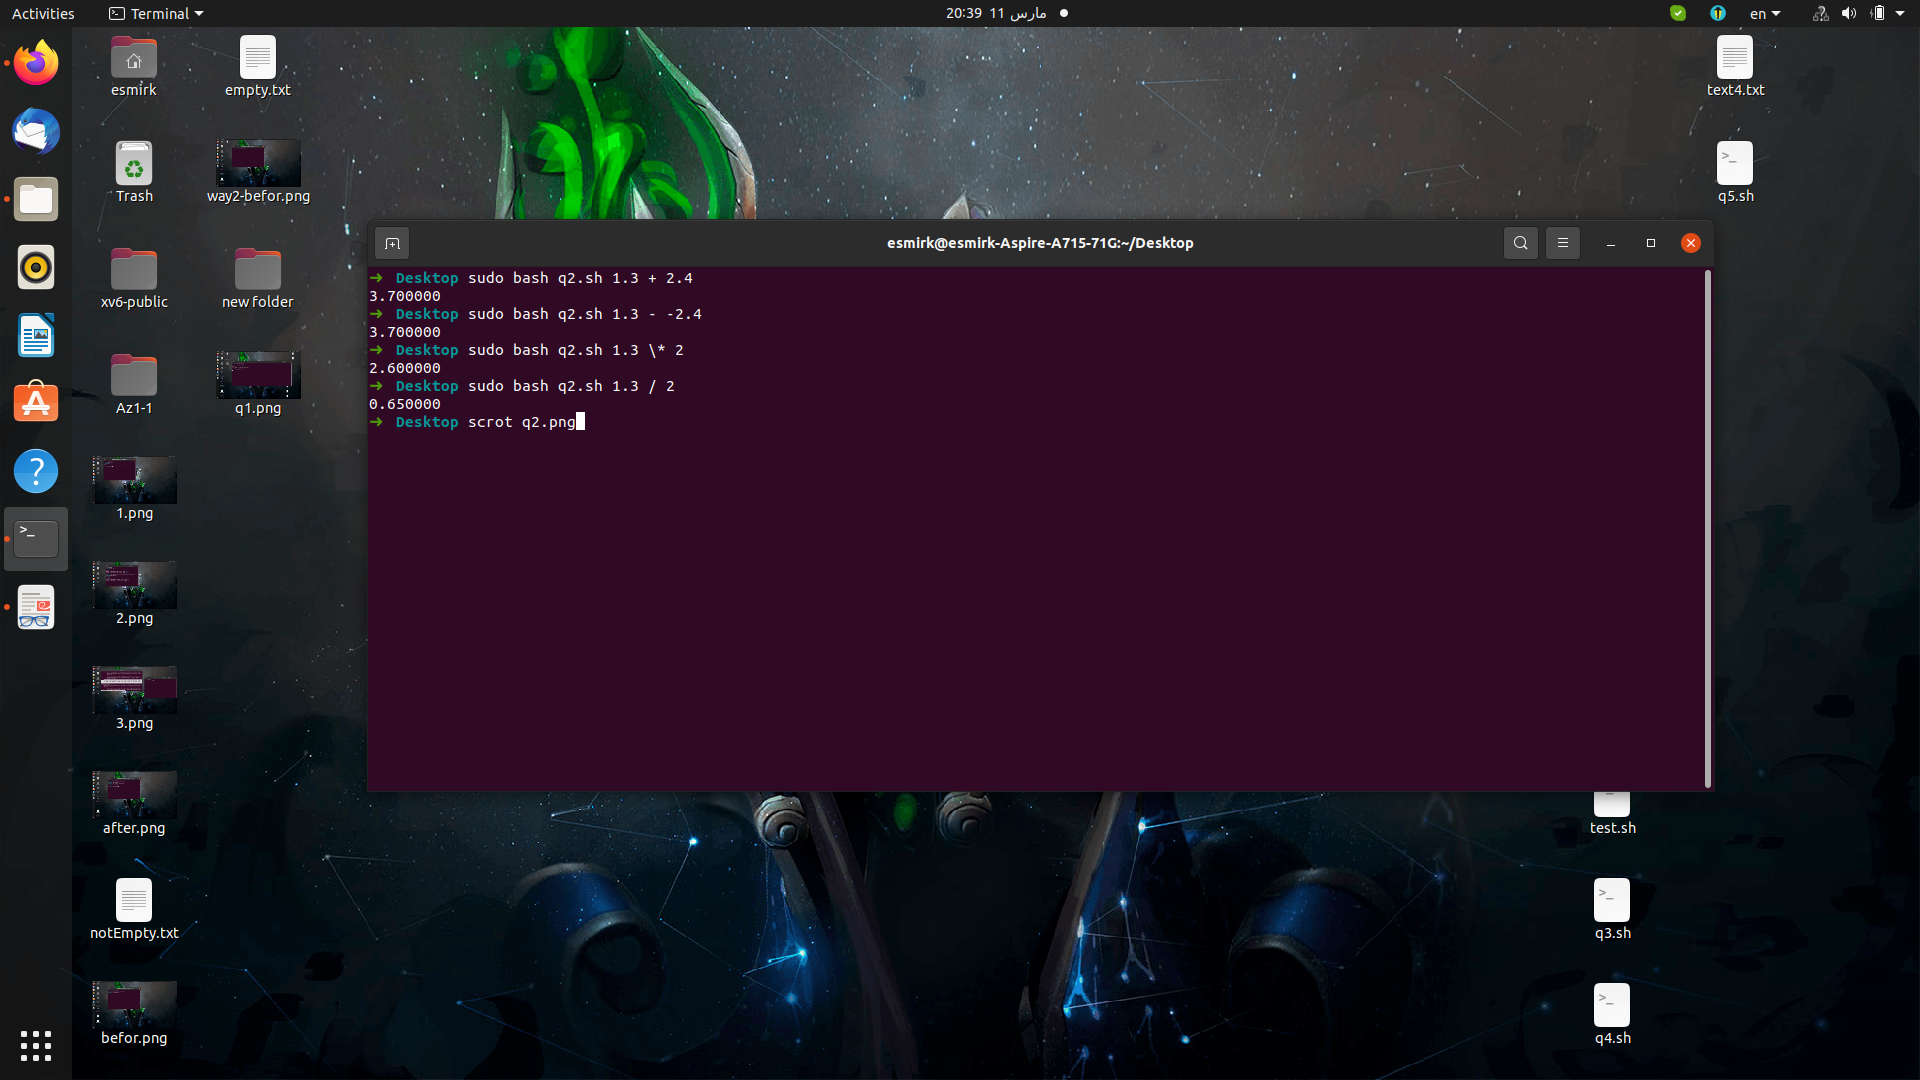 Activities
Terminal
20:39 11 مارس
en
esmirk
empty.txt
text4.txt
Trash
way2-befor.png
q5.sh
xv6-public
new folder
Az1-1
q1.png
1.png
2.png
3.png
after.png
notEmpty.txt
befor.png
esmirk@esmirk-Aspire-A715-71G:~/Desktop
➜ Desktop sudo bash q2.sh 1.3 + 2.4
3.700000
➜ Desktop sudo bash q2.sh 1.3 - -2.4
3.700000
➜ Desktop sudo bash q2.sh 1.3 \* 2
2.600000
➜ Desktop sudo bash q2.sh 1.3 / 2
0.650000
➜ Desktop scrot q2.png
test.sh
q3.sh
q4.sh